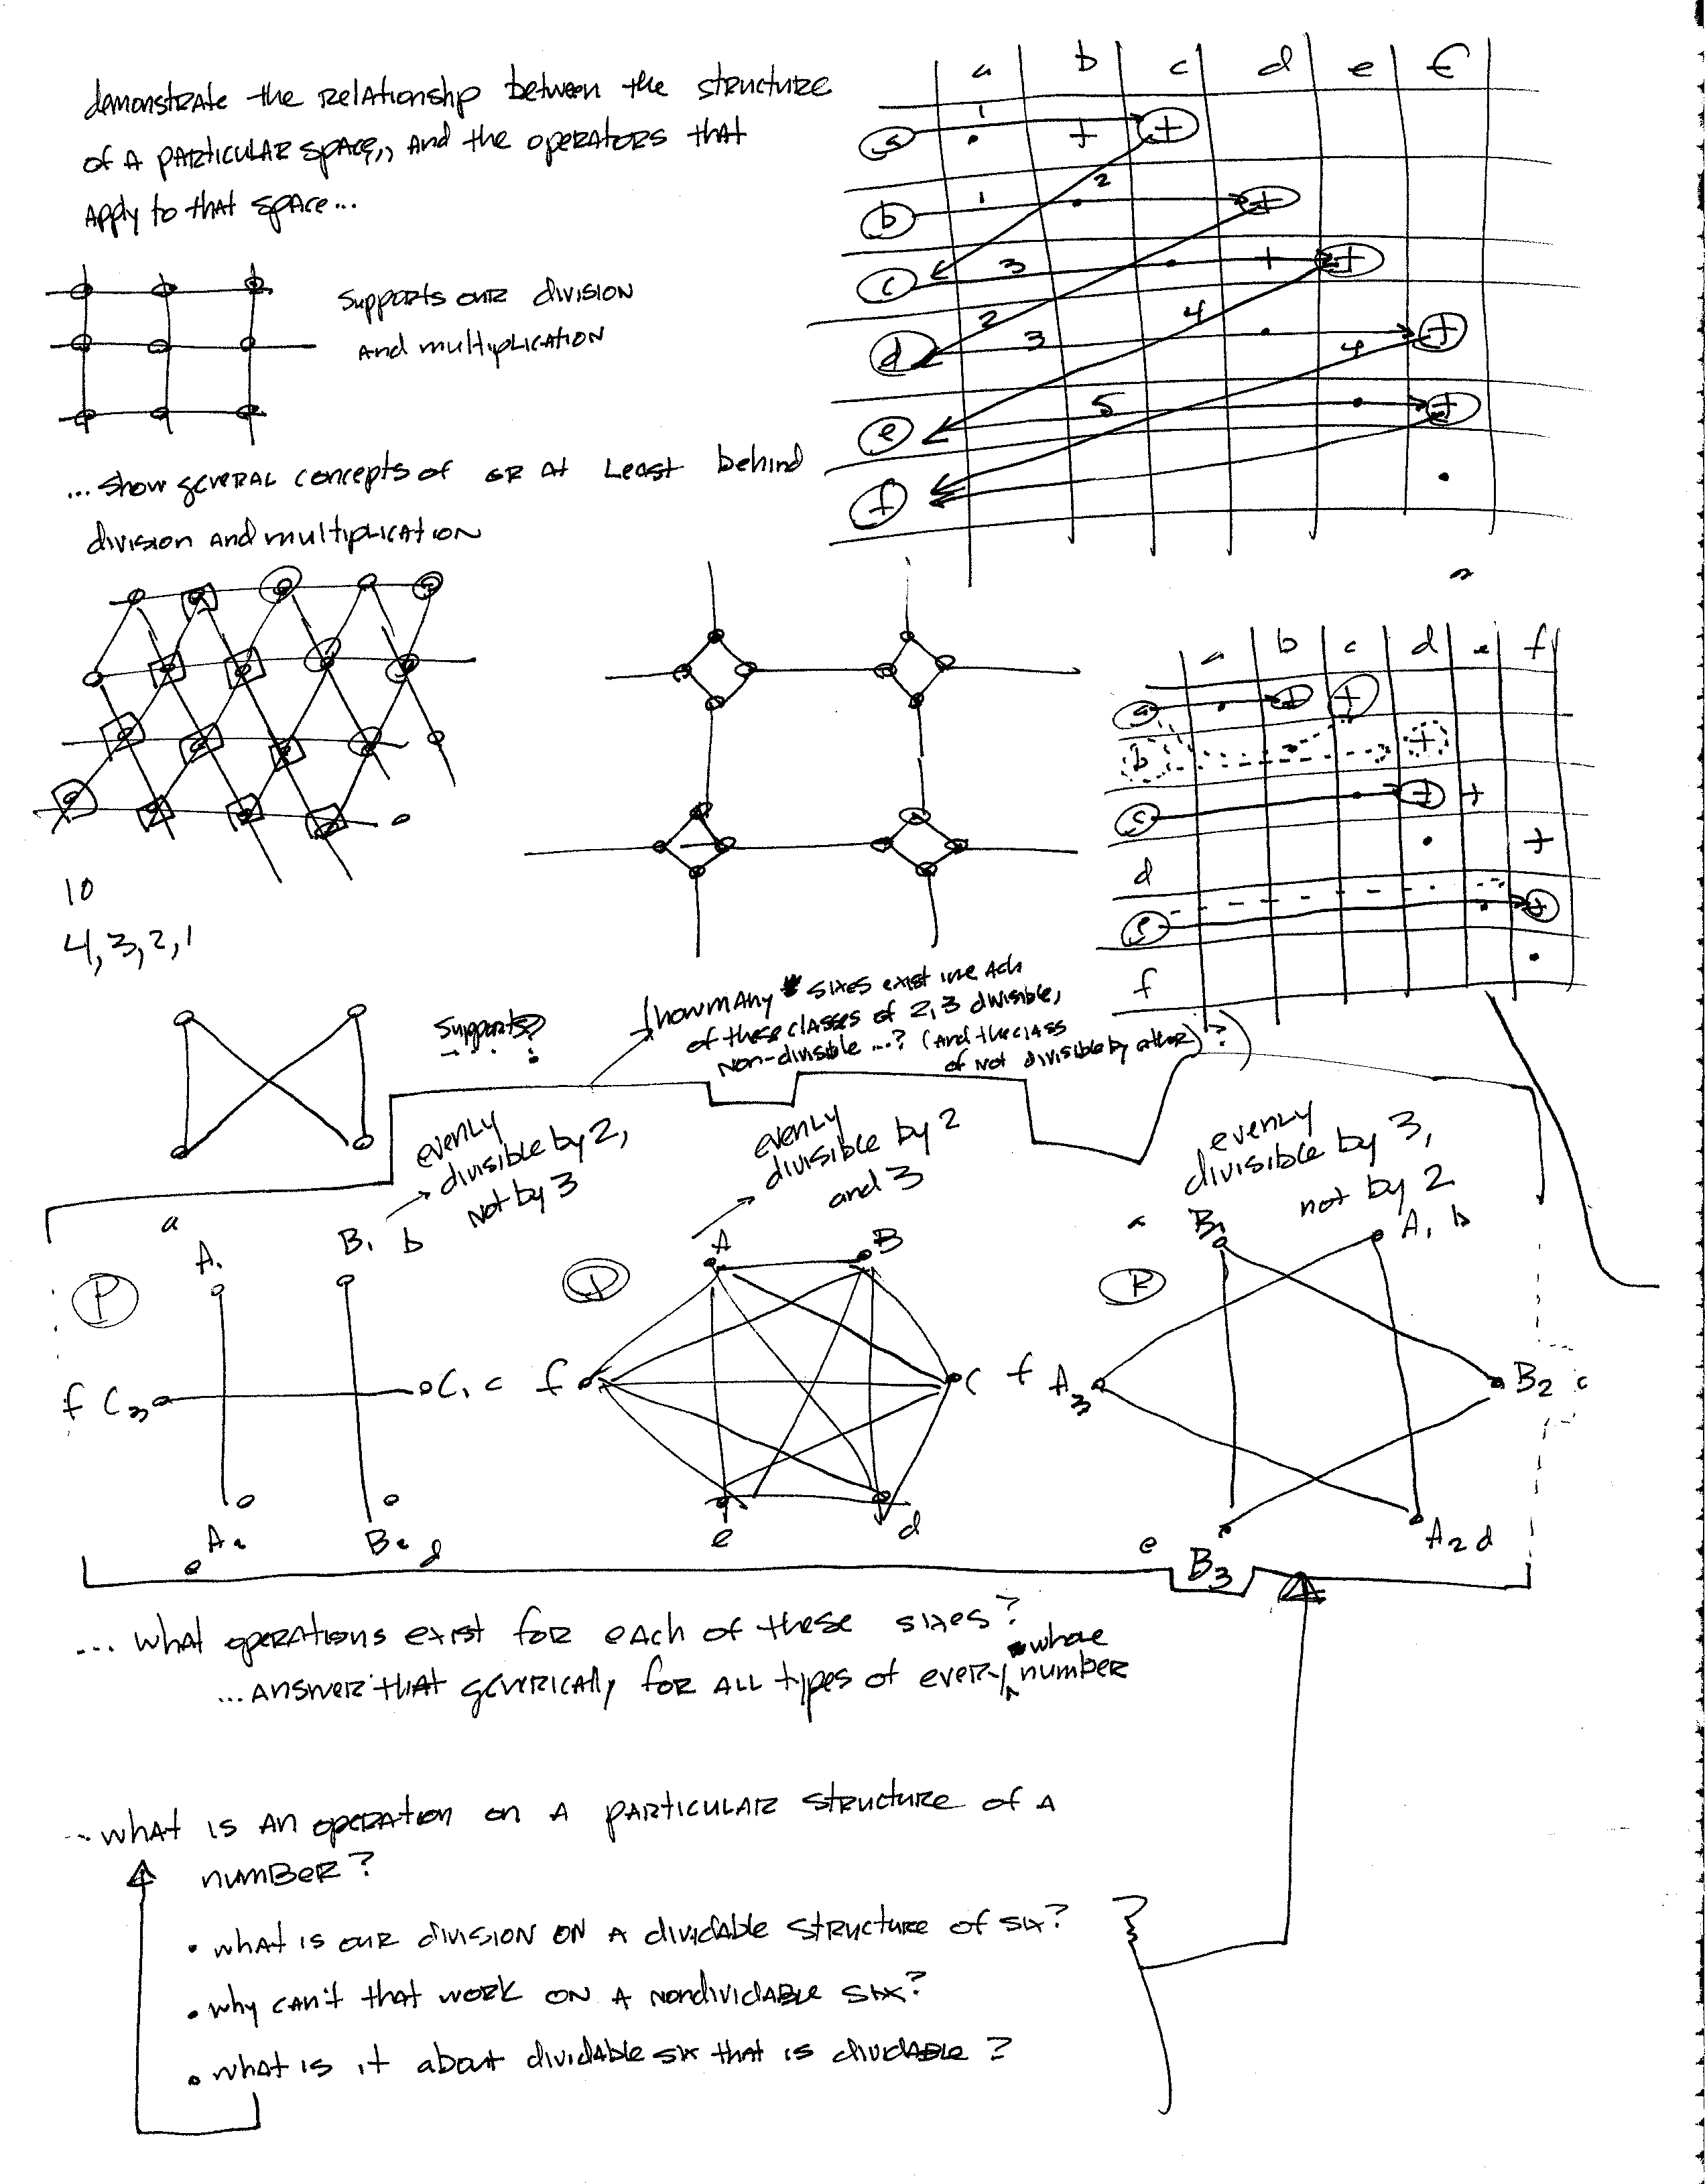 demonstrate the relationship between the structure
of a particular space,, and the operators that
apply to that space...
supports our division
and multiplication
...show general concepts of or at least behind
division and multiplication
10
4,3,2,1
a b c d e f
a 1 + +
b 1 2 +
c 3 + +
d 2 3 4 +
e 5 4 +
f
a b c d e f
a + +
b +
c + +
d +
e +
f
supports?
how many sixes exist in each
of these classes of 2,3 divisible,
non-divisible ...? (and the class
of not divisible by either)?)
evenly
divisible by 2,
not by 3
evenly
divisible by 2
and 3
evenly
divisible by 3,
not by 2
a
A1
B1 b
P
f C2
C1 c
A2
e
B2 d
Q
A B
f C
e d
R
a B1 A1 b
f A3 B2 c
e B3 A2 d
... what operations exist for each of these sixes?
... answer that generically for all types of every whole number
... what is an operation on a particular structure of a
number?
• what is our division on a dividable structure of six?
• why can't that work on a nondividable six?
• what is it about dividable six that is dividable?